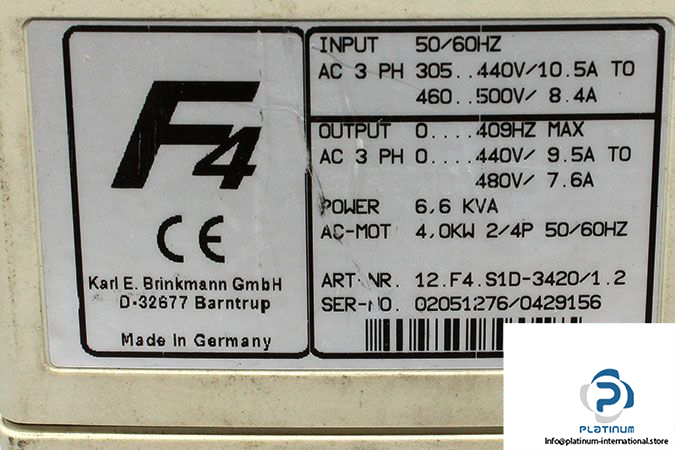 F4
CE
Karl E. Brinkmann GmbH
D-32677 Barntrup
Made In Germany
INPUT 50/60HZ
AC 3 PH 305..440V/10.5A TO
460..500V/ 8.4A
OUTPUT 0....409HZ MAX
AC 3 PH 0....440V/ 9.5A TO
480V/ 7.6A
POWER 6,6 KVA
AC-MOT 4,0KW 2/4P 50/60HZ
ART-NR. 12.F4.S1D-3420/1.2
SER-NO. 02051276/0429156
PLATINUM
Info@platinum-international.store